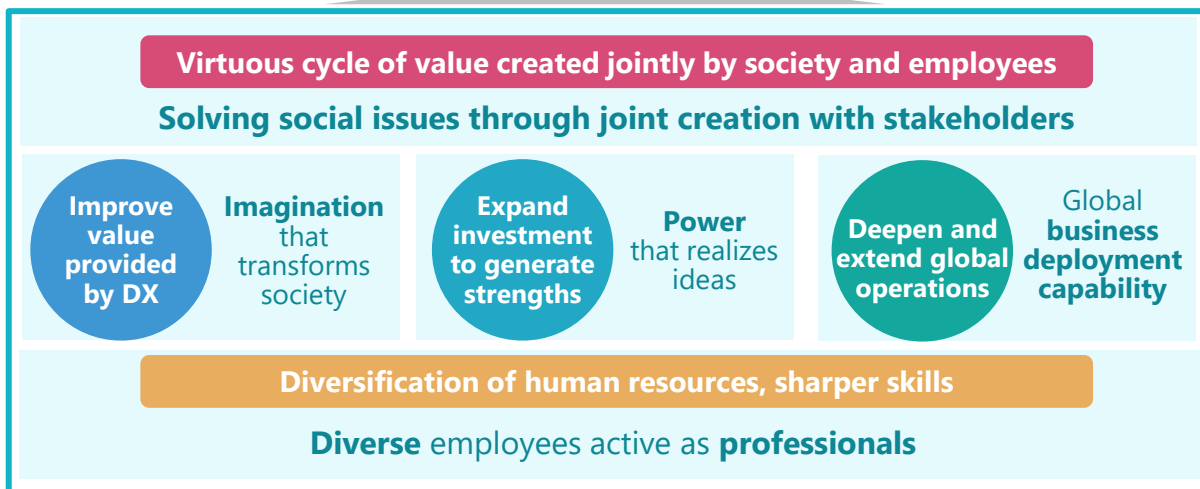 Virtuous cycle of value created jointly by society and employees
Solving social issues through joint creation with stakeholders
Improve
value
provided
by DX
Imagination
that
transforms
society
Expand
investment
to generate
strengths
Power
that realizes
ideas
Deepen and
extend global
operations
Global
business
deployment
capability
Diversification of human resources, sharper skills
Diverse employees active as professionals